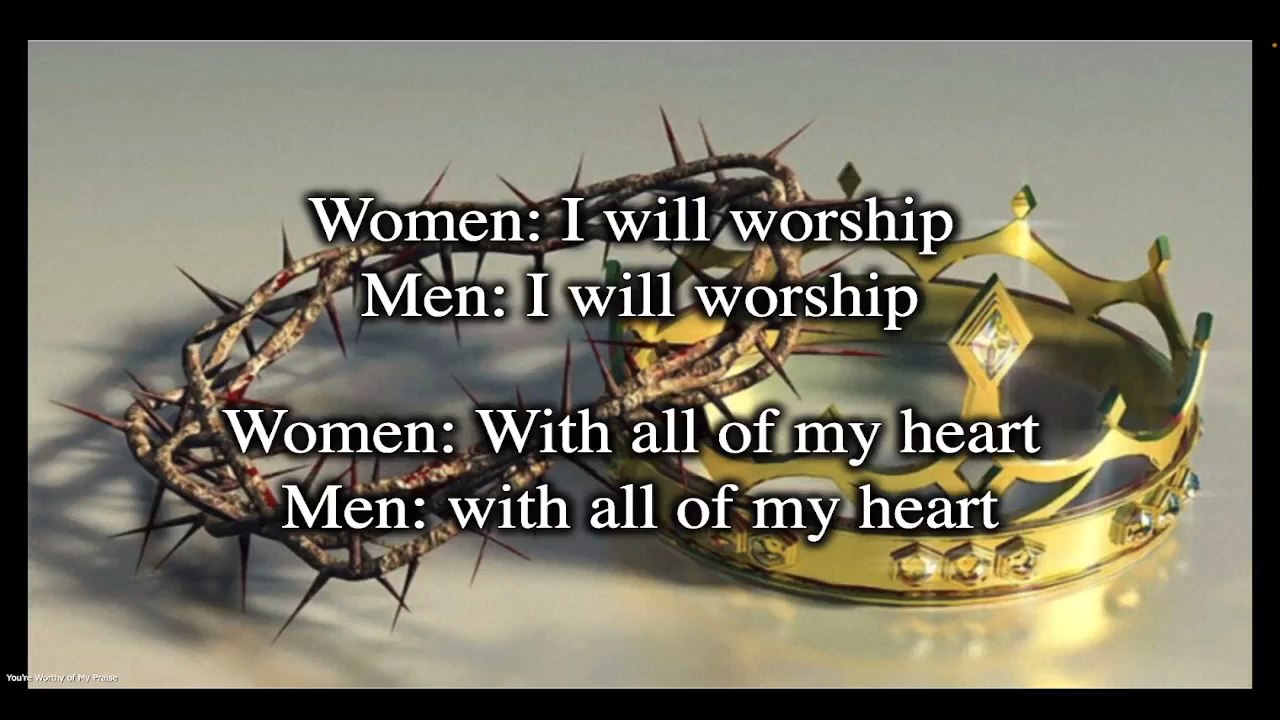 Women: I will worship
Men: I will worship
Women: With all of my heart
Men: with all of my heart
You're Worthy of My Praise